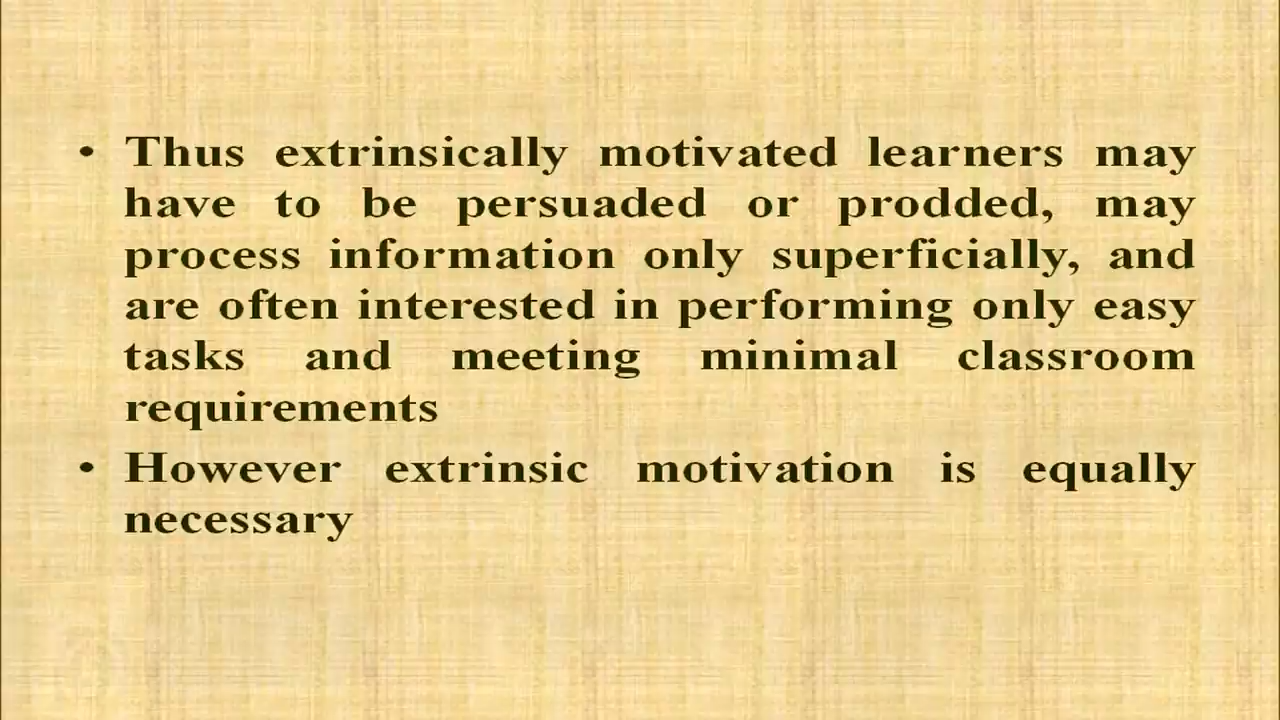 • Thus extrinsically motivated learners may
have to be persuaded or prodded, may
process information only superficially, and
are often interested in performing only easy
tasks and meeting minimal classroom
requirements
• However extrinsic motivation is equally
necessary